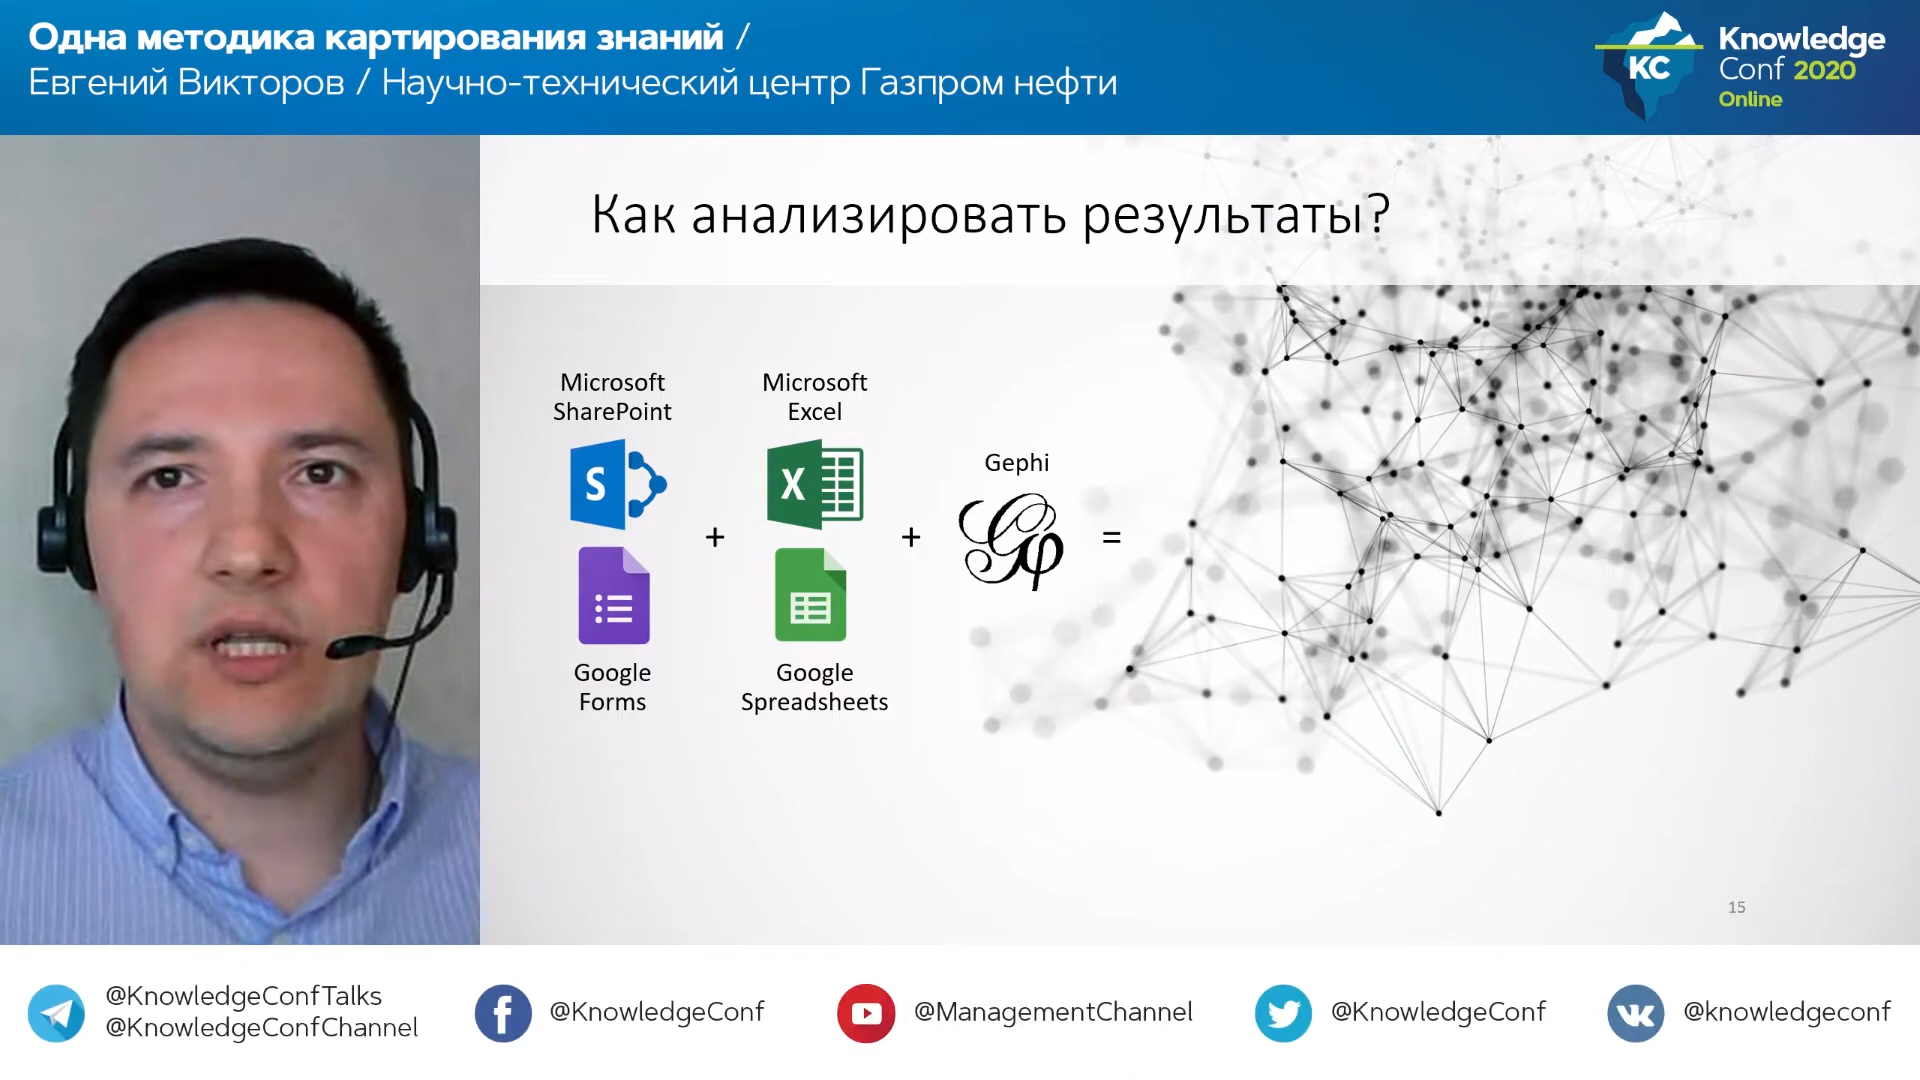 Одна методика картирования знаний /
Евгений Викторов / Научно-технический центр Газпром нефти
KC
Knowledge
Conf 2020
Online
Как анализировать результаты?
Microsoft
SharePoint
S
Google
Forms
+
Microsoft
Excel
X
Google
Spreadsheets
+
Gephi
Gφ
=
15
@KnowledgeConfTalks
@KnowledgeConfChannel
@KnowledgeConf
@ManagementChannel
@KnowledgeConf
@knowledgeconf